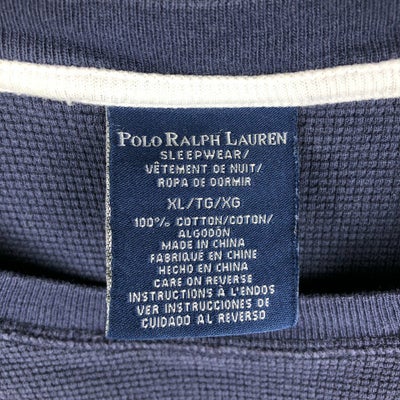 POLO RALPH LAUREN
SLEEPWEAR/
VÊTEMENT DE NUIT/
ROPA DE DORMIR
XL/TG/XG
100% COTTON/COTON/
ALGODÓN
MADE IN CHINA
FABRIQUÉ EN CHINE
HECHO EN CHINA
CARE ON REVERSE
INSTRUCTIONS À L'ENDOS
VER INSTRUCCIONES DE
CUIDADO AL REVERSO